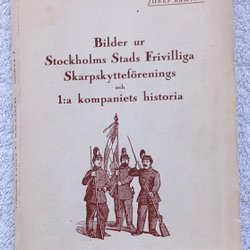 JOSEF
Bilder ur
Stockholms Stads Frivilliga
Skarpskytteförenings
och
1:a kompaniets historia